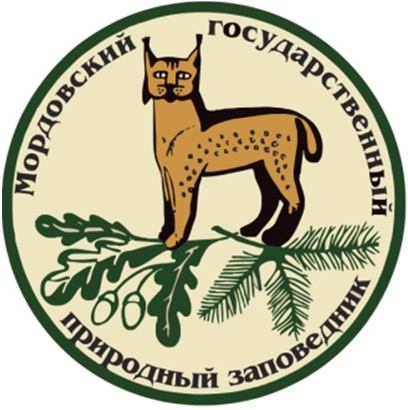 Мордовский государственный
природный заповедник